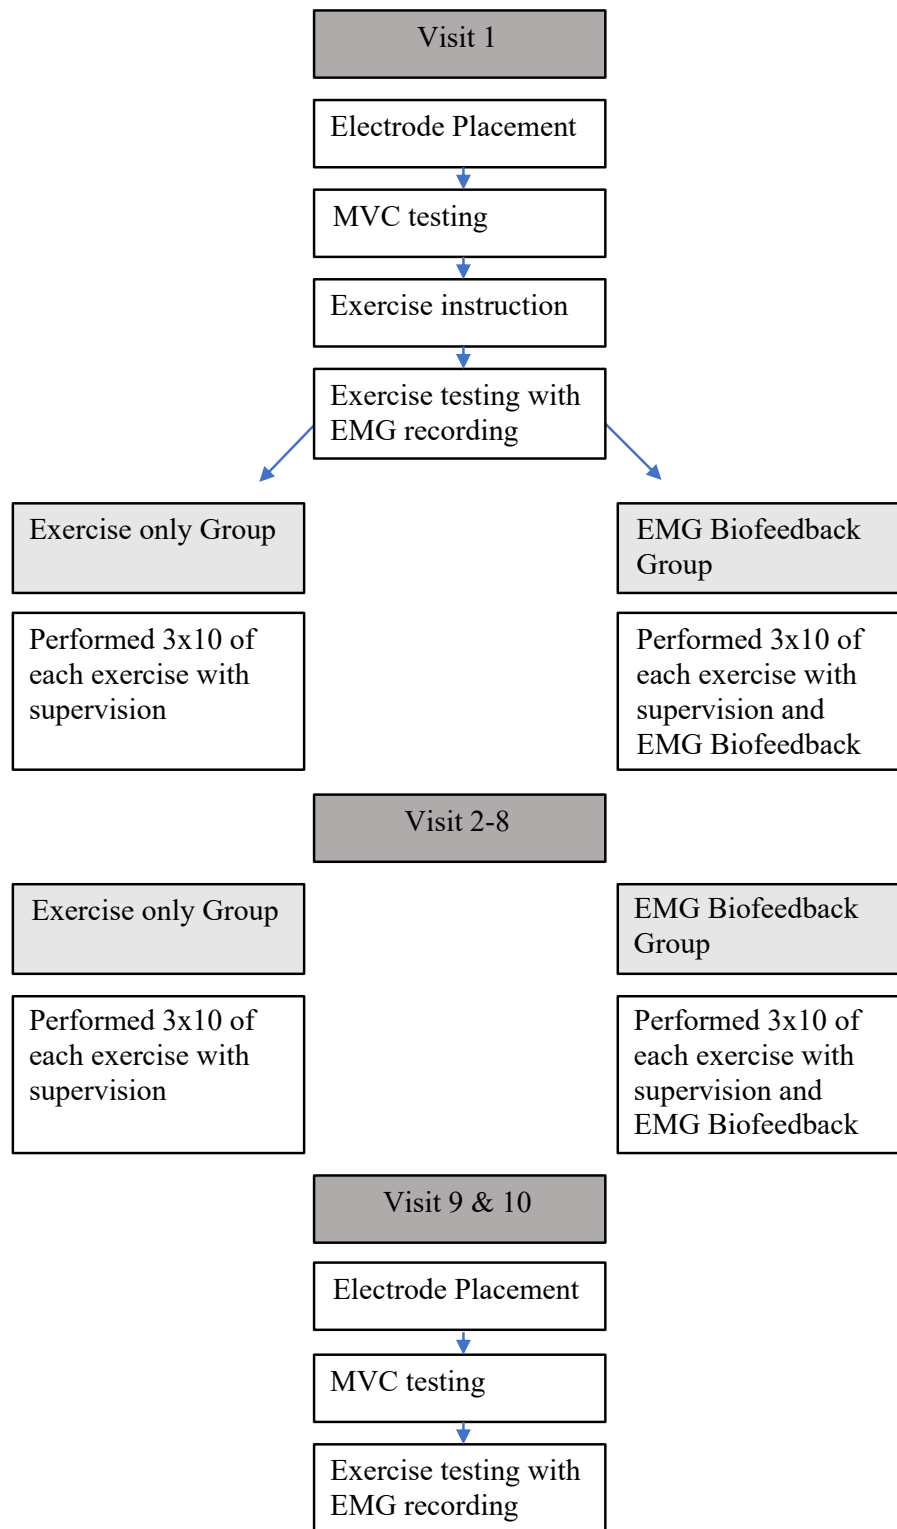 Visit 1
Electrode Placement
MVC testing
Exercise instruction
Exercise testing with
EMG recording
Exercise only Group
EMG Biofeedback
Group
Performed 3x10 of
each exercise with
supervision
Performed 3x10 of
each exercise with
supervision and
EMG Biofeedback
Visit 2-8
Exercise only Group
EMG Biofeedback
Group
Performed 3x10 of
each exercise with
supervision
Performed 3x10 of
each exercise with
supervision and
EMG Biofeedback
Visit 9 & 10
Electrode Placement
MVC testing
Exercise testing with
EMG recording